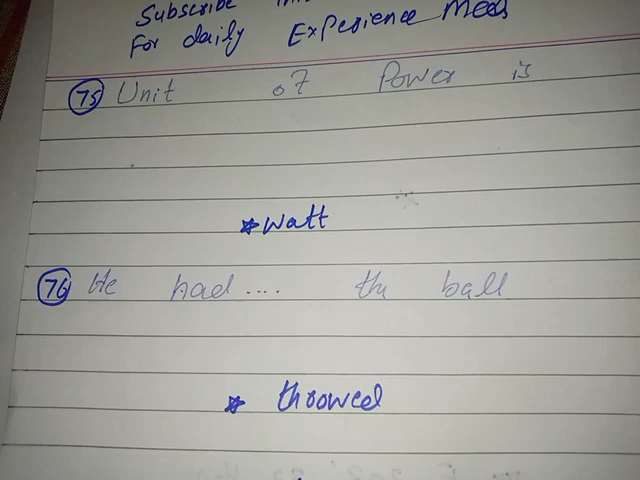 Subscribe
For daily Experience Meds
75 Unit of Power is
*Watt
76 He had.... the ball
* throwed